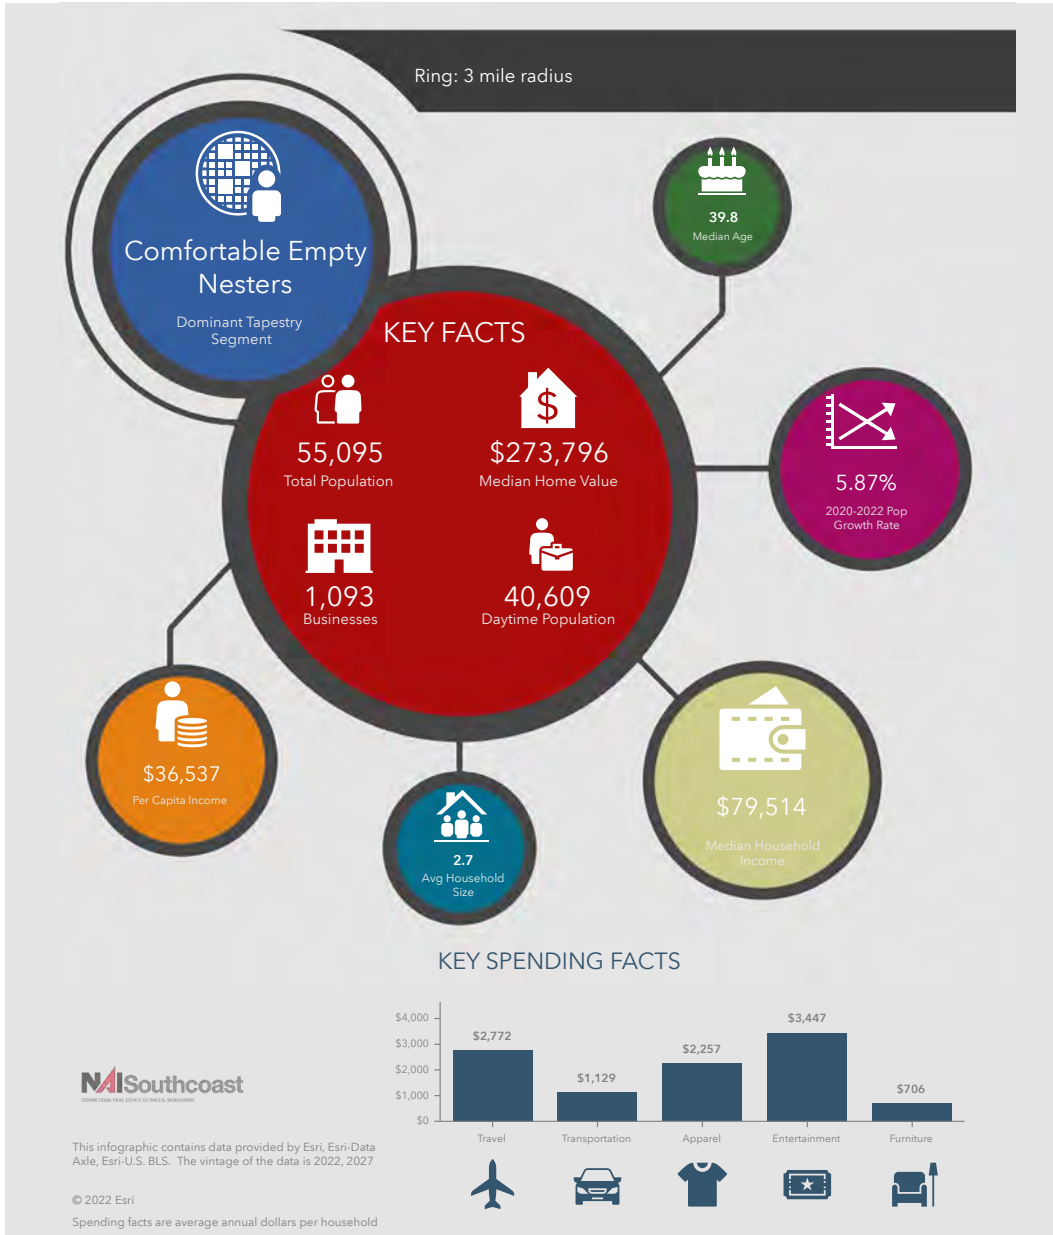 Ring: 3 mile radius
Comfortable Empty
Nesters
Dominant Tapestry
Segment
39.8
Median Age
KEY FACTS
55,095
Total Population
$273,796
Median Home Value
1,093
Businesses
40,609
Daytime Population
5.87%
2020-2022 Pop
Growth Rate
$36,537
Per Capita Income
2.7
Avg Household
Size
$79,514
Median Household
Income
KEY SPENDING FACTS
$4,000
$3,000
$2,000
$1,000
$0
$2,772
$1,129
$2,257
$3,447
$706
Travel
Transportation
Apparel
Entertainment
Furniture
NAISouthcoast
COMMERCIAL REAL ESTATE SERVICES, WORLDWIDE.
This infographic contains data provided by Esri, Esri-Data
Axle, Esri-U.S. BLS. The vintage of the data is 2022, 2027
© 2022 Esri
Spending facts are average annual dollars per household